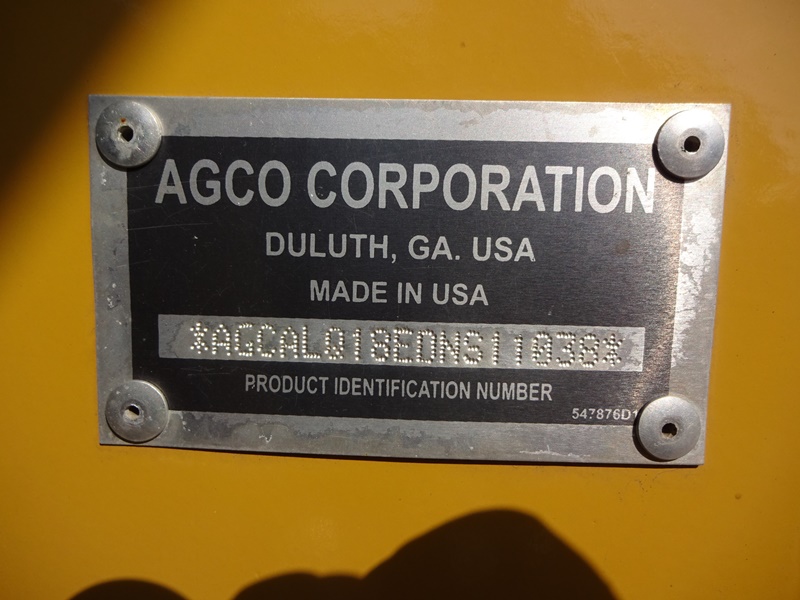 AGCO CORPORATION
DULUTH, GA. USA
MADE IN USA
*AGCALQ18EDNS11038*
PRODUCT IDENTIFICATION NUMBER
547876D1